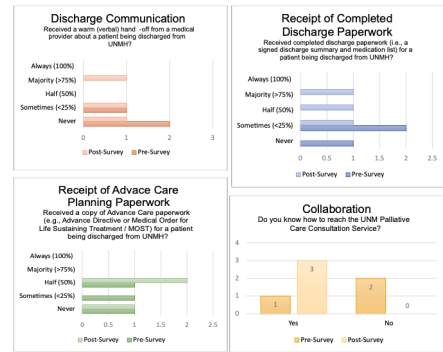 Discharge Communication
Received a warm (verbal) hand -off from a medical
provider about a patient being discharged from
UNMH?
Always (100%)
Majority (>75%)
Half (50%)
Sometimes (<25%)
Never
0 1 2 3
Post-Survey Pre-Survey
Receipt of Completed
Discharge Paperwork
Received completed discharge paperwork (i.e., a
signed discharge summary and medication list) for a
patient being discharged from UNMH?
Always (100%)
Majority (>75%)
Half (50%)
Sometimes (<25%)
Never
0 0.5 1 1.5 2 2.5
Post-Survey Pre-Survey
Receipt of Advace Care
Planning Paperwork
Received a copy of Advance Care paperwork
(e.g., Advance Directive or Medical Order for
Life Sustaining Treatment / MOST) for a patient
being discharged from UNMH?
Always (100%)
Majority (>75%)
Half (50%)
Sometimes (<25%)
Never
0 0.5 1 1.5 2 2.5
Post-Survey Pre-Survey
Collaboration
Do you know how to reach the UNM Palliative
Care Consultation Service?
4
3
2
1
0
1 3 2 0
Yes No
Pre-Survey Post-Survey